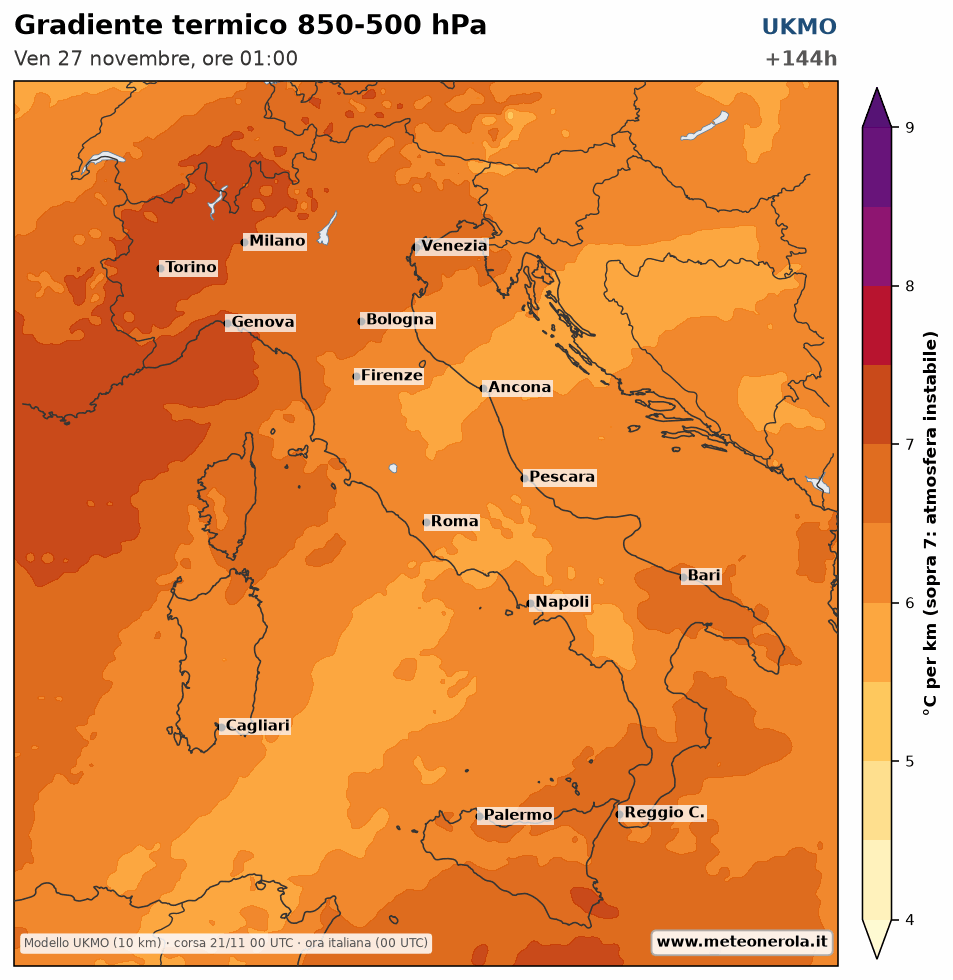 Gradiente termico 850-500 hPa
UKMO
Ven 27 novembre, ore 01:00
+144h
Milano
Venezia
Torino
Genova
Bologna
Firenze
Ancona
Pescara
Roma
Bari
Napoli
Cagliari
Palermo
Reggio C.
Modello UKMO (10 km) · corsa 21/11 00 UTC · ora italiana (00 UTC)
www.meteonerola.it
9
8
7
6
5
4
°C per km (sopra 7: atmosfera instabile)